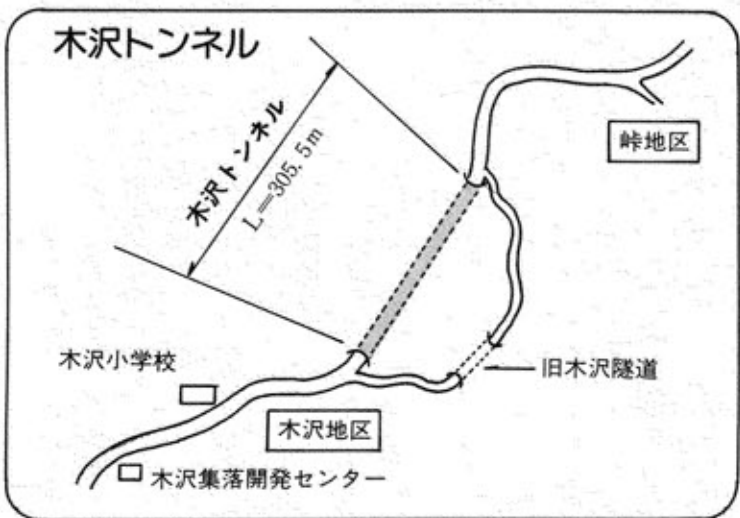 木沢トンネル
木沢トンネル
L=305.5m
峠地区
木沢小学校
旧木沢隧道
木沢地区
木沢集落開発センター